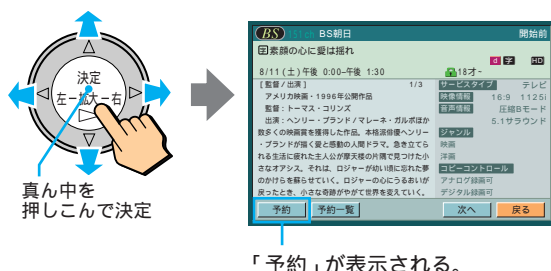 決定
左-拡大-右
真ん中を
押しこんで決定
BS 151ch BS朝日 開始前
字素顔の心に愛は揺れ
d 字 HD
8/11(土)午後 0:00-午後 1:30 18才-
[監督/出演] 1/3
アメリカ映画・1996年公開作品
監督：トーマス・コリンズ
出演：ヘンリー・ブランド/マレーネ・ガルボほか
数多くの映画賞を獲得した作品。本格派俳優ヘンリー
・ブランドが描く愛と感動の人間ドラマ。急き立てら
れる生活に疲れた主人公が摩天楼の片隅で見つけた小
さなオアシス。それは、ロジャーが幼い頃に忘れた夢
のかけらを蘇らせていく。ロジャーの心にうるおいが
戻ったとき、小さな奇跡がやがて世界を変えていく。
サービスタイプ テレビ
映像情報 16:9 1125i
音声情報 圧縮Bモード
5.1サラウンド
ジャンル
映画
洋画
コピーコントロール
アナログ録画可
デジタル録画可
予約 予約一覧 次へ 戻る
「予約」が表示される。